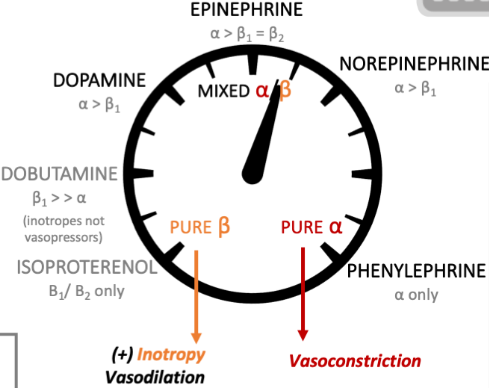 EPINEPHRINE
α > β₁ = β₂
NOREPINEPHRINE
α > β₁
DOPAMINE
α > β₁
MIXED α/β
DOBUTAMINE
β₁ > > α
(inotropes not
vasopressors)
PURE β
PURE α
ISOPROTERENOL
B₁/ B₂ only
PHENYLEPHRINE
α only
(+) Inotropy
Vasodilation
Vasoconstriction